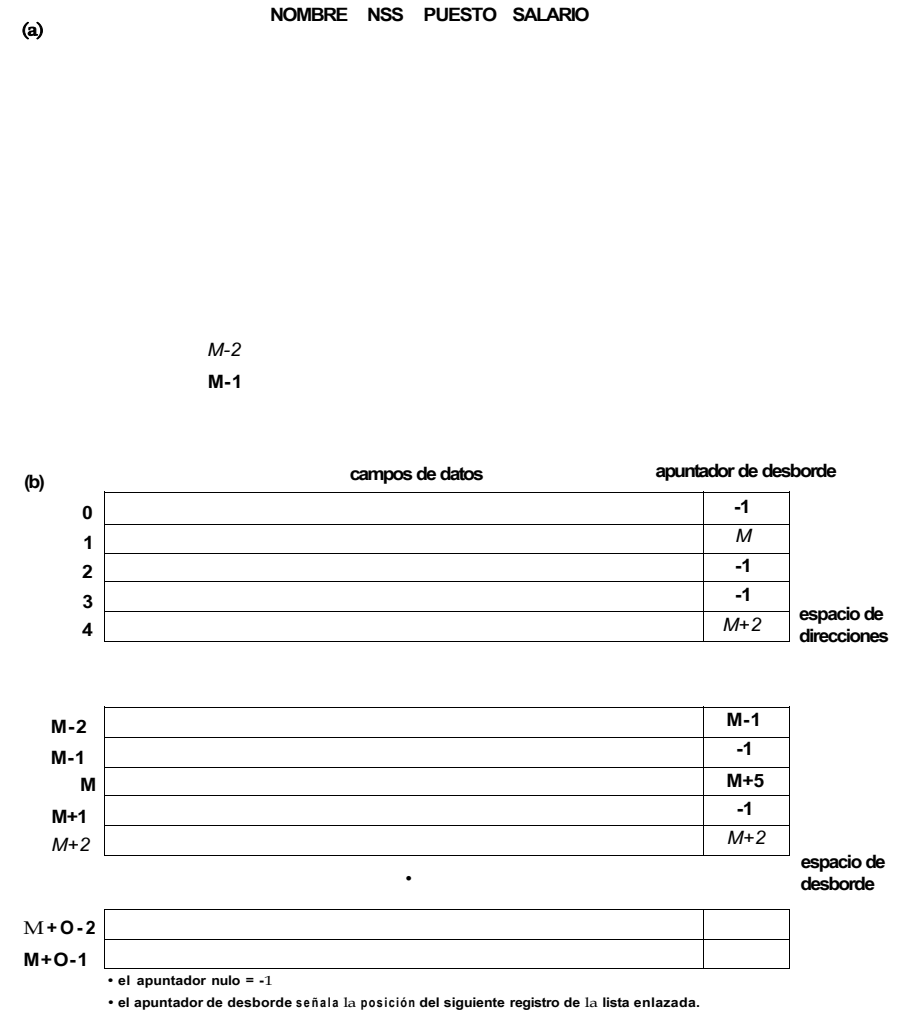 NOMBRE NSS PUESTO SALARIO
(a)
M-2
M-1
(b) campos de datos apuntador de desborde
0 -1
1 M
2 -1
3 -1
4 M+2
espacio de
direcciones
M-2 M-1
M-1 -1
M M+5
M+1 -1
M+2 M+2
espacio de
desborde
•
M+O-2
M+O-1
• el apuntador nulo = -1
• el apuntador de desborde señala la posición del siguiente registro de la lista enlazada.